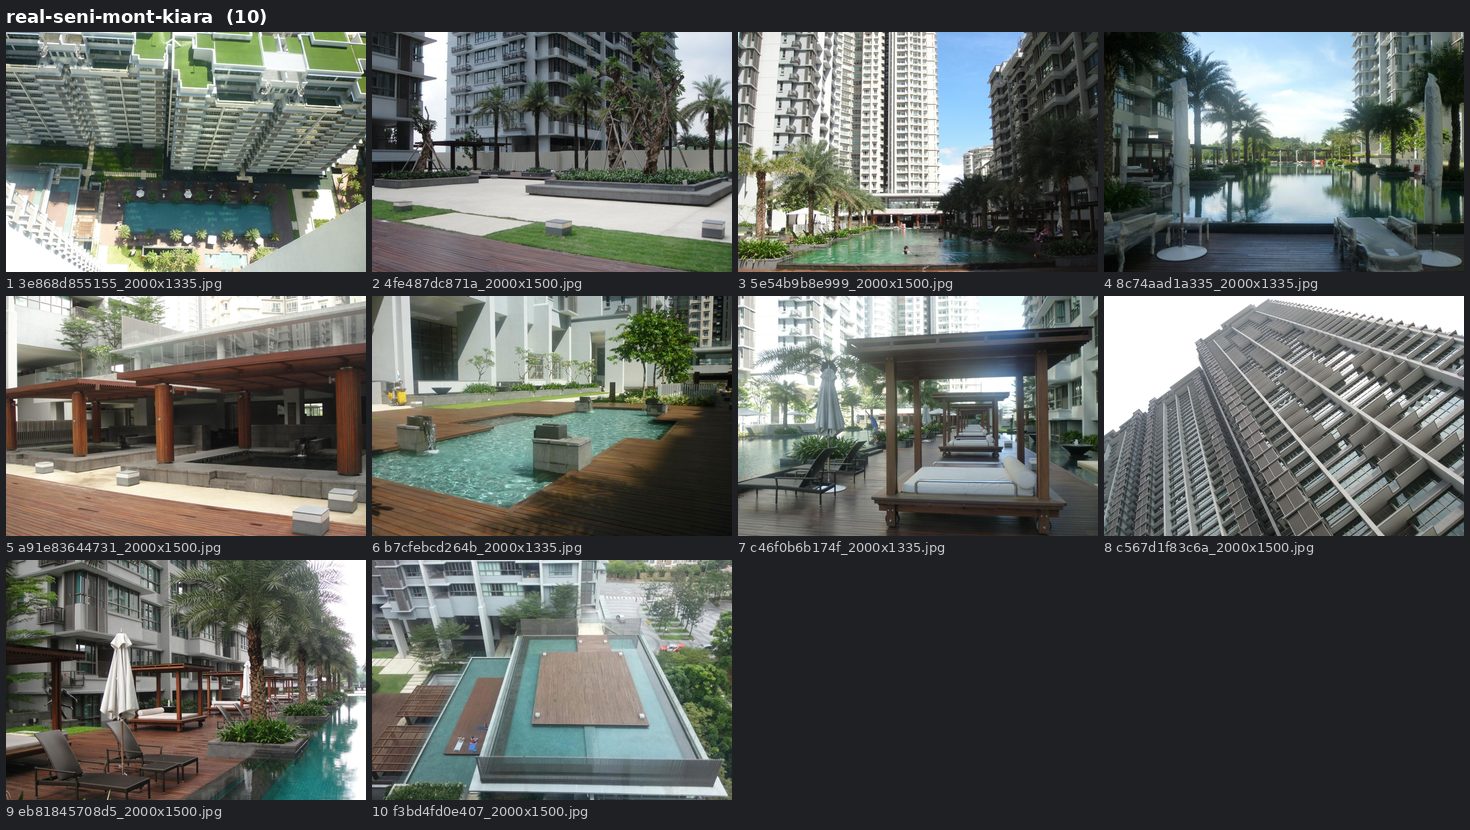 real-seni-mont-kiara (10)
1 3e868d855155_2000x1335.jpg
2 4fe487dc871a_2000x1500.jpg
3 5e54b9b8e999_2000x1500.jpg
4 8c74aad1a335_2000x1335.jpg
5 a91e83644731_2000x1500.jpg
6 b7cfebcd264b_2000x1335.jpg
7 c46f0b6b174f_2000x1335.jpg
8 c567d1f83c6a_2000x1500.jpg
9 eb81845708d5_2000x1500.jpg
10 f3bd4fd0e407_2000x1500.jpg